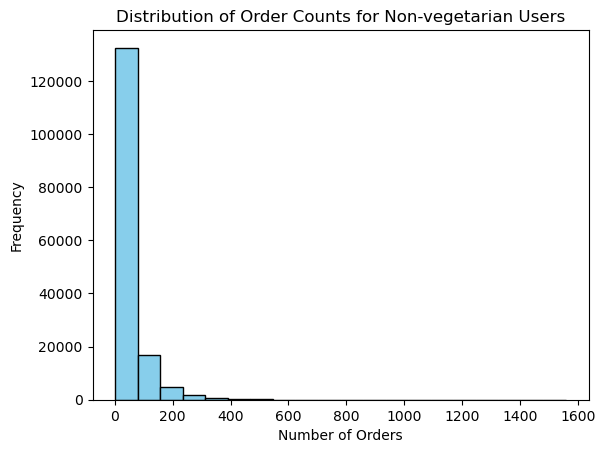 Distribution of Order Counts for Non-vegetarian Users
120000
100000
80000
60000
40000
20000
0
Frequency
0 200 400 600 800 1000 1200 1400 1600
Number of Orders